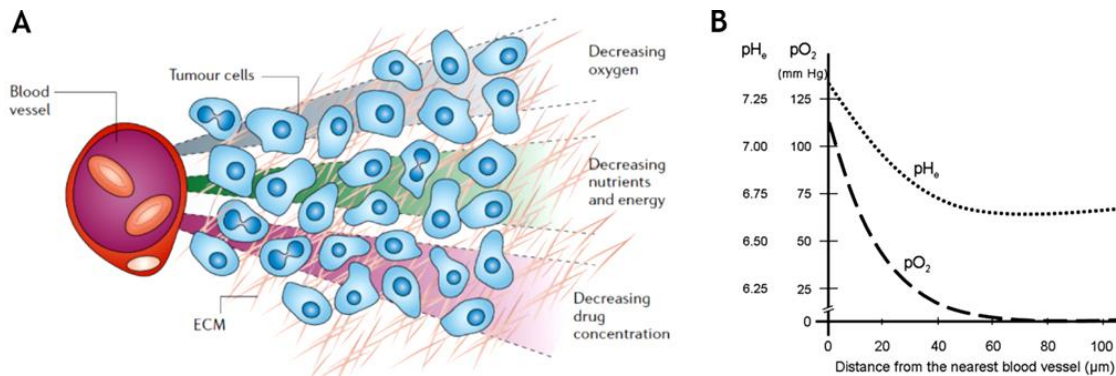 A
Blood
vessel
Tumour cells
ECM
Decreasing
oxygen
Decreasing
nutrients
and energy
Decreasing
drug
concentration
B
pHe pO2
(mm Hg)
7.25 125
7.00 100
6.75 75
6.50 50
6.25 25
0
pHe
pO2
0 20 40 60 80 100
Distance from the nearest blood vessel (µm)